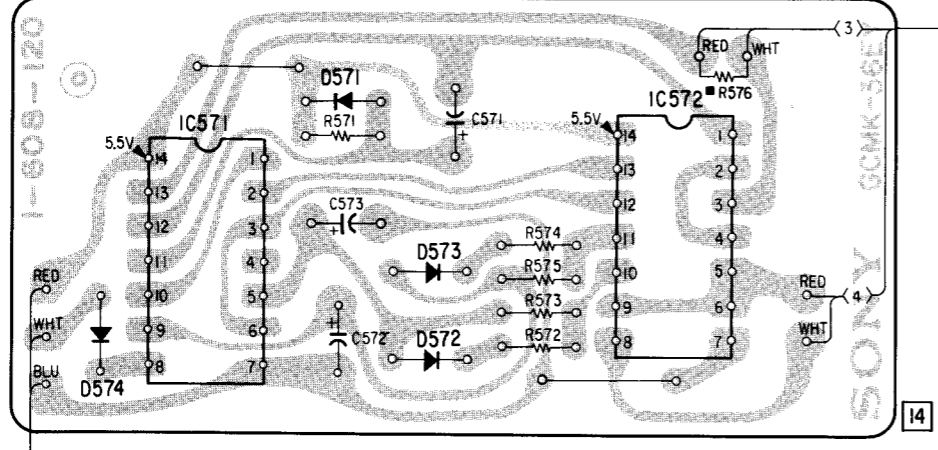 1-608-120
RED
WHT
3
D571
R576
IC572
IC571
R571
C571
5.5V
5.5V
GCMK-36E
14
1
13
2
12
3
11
4
10
5
9
6
8
7
14
1
13
2
12
3
11
4
10
5
9
6
8
7
C573
R574
D573
R575
R573
R572
C572
D572
RED
WHT
BLU
D574
RED
4
WHT
SONY
14